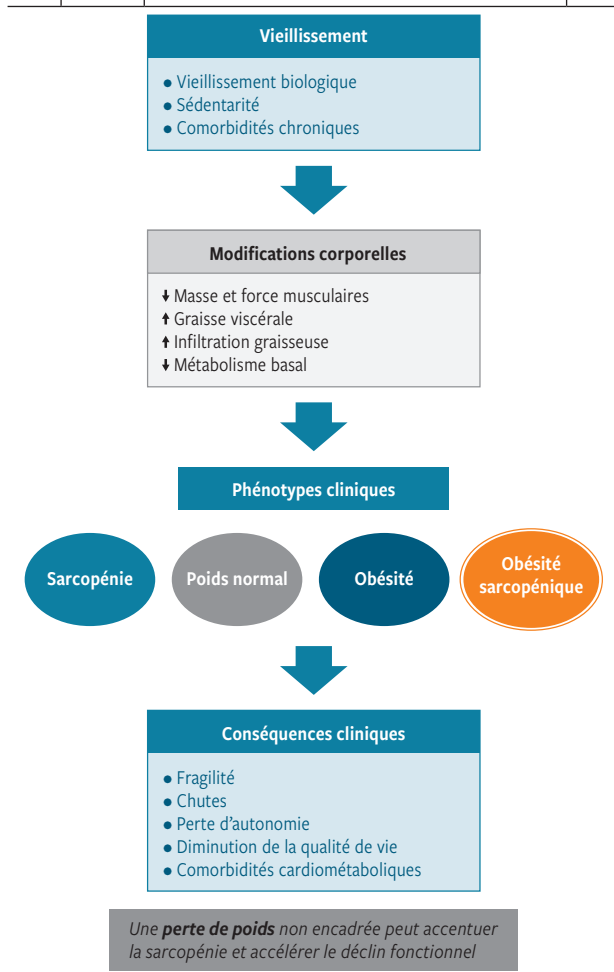 Vieillissement
● Vieillissement biologique
● Sédentarité
● Comorbidités chroniques
Modifications corporelles
↓ Masse et force musculaires
↑ Graisse viscérale
↑ Infiltration graisseuse
↓ Métabolisme basal
Phénotypes cliniques
Sarcopénie
Poids normal
Obésité
Obésité
sarcopénique
Conséquences cliniques
● Fragilité
● Chutes
● Perte d'autonomie
● Diminution de la qualité de vie
● Comorbidités cardiométaboliques
Une perte de poids non encadrée peut accentuer
la sarcopénie et accélérer le déclin fonctionnel